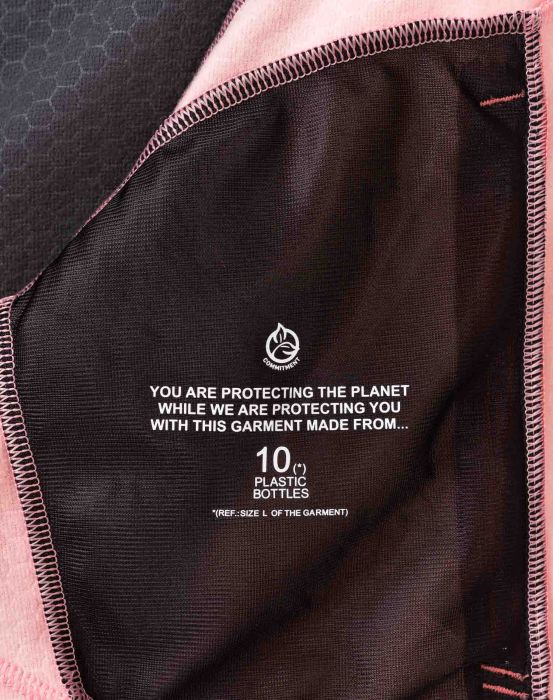 COMMITMENT
YOU ARE PROTECTING THE PLANET
WHILE WE ARE PROTECTING YOU
WITH THIS GARMENT MADE FROM...
10(*)
PLASTIC
BOTTLES
*(REF.:SIZE L OF THE GARMENT)